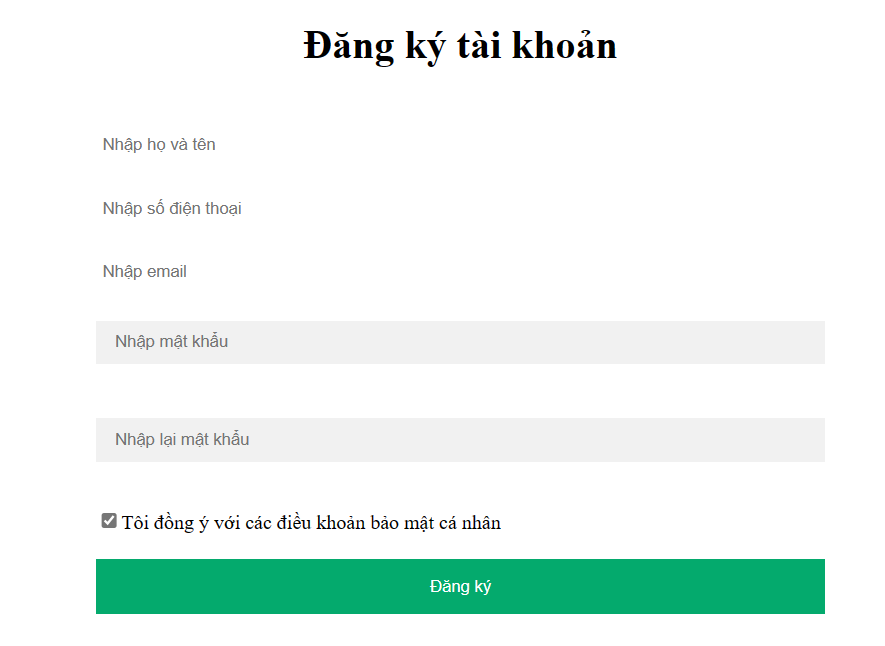 Đăng ký tài khoản
Nhập họ và tên
Nhập số điện thoại
Nhập email
Nhập mật khẩu
Nhập lại mật khẩu
Tôi đồng ý với các điều khoản bảo mật cá nhân
Đăng ký